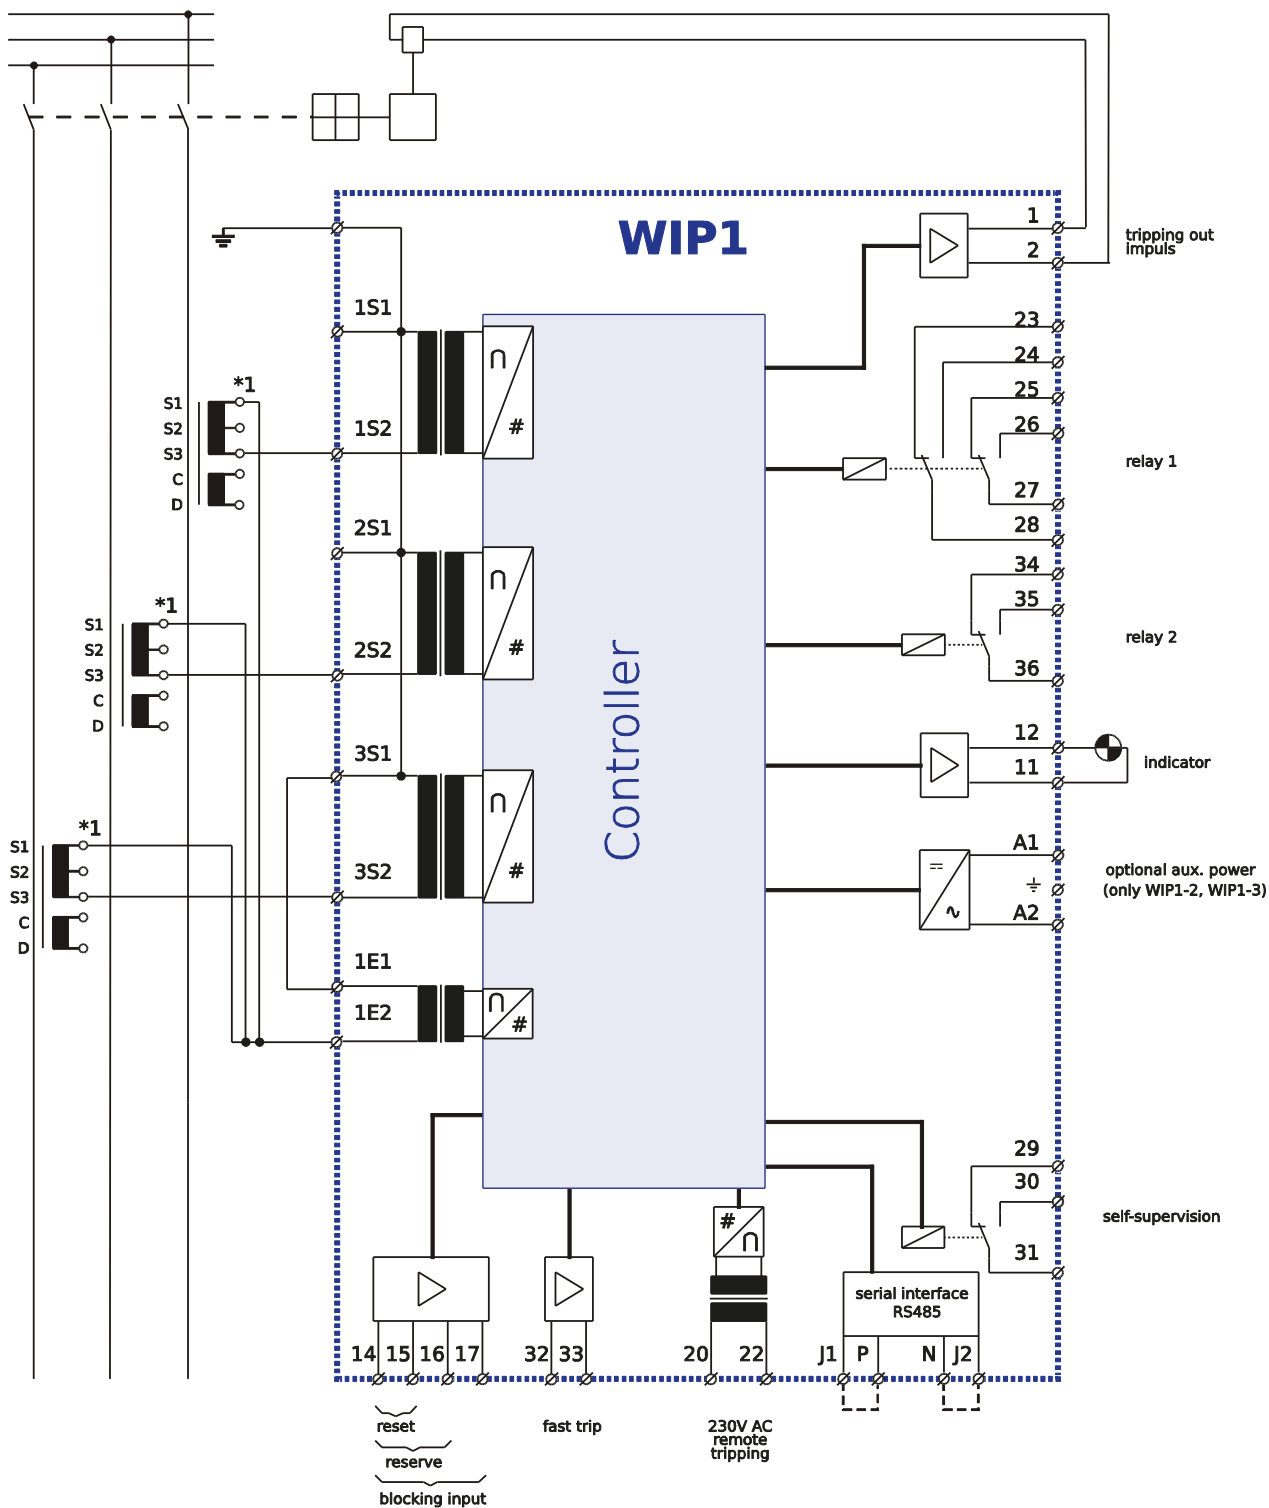 WIP1
1
2
tripping out
impuls
1S1
23
24
25
26
27
28
relay 1
1S2
*1
S1
S2
S3
C
D
2S1
2S2
34
35
36
relay 2
*1
S1
S2
S3
C
D
Controller
12
11
indicator
3S1
3S2
*1
S1
S2
S3
C
D
A1
A2
optional aux. power
(only WIP1-2, WIP1-3)
1E1
1E2
∩
#
∩
#
∩
#
∩
#
29
30
31
self-supervision
#
∩
serial interface
RS485
14 15 16 17
32 33
20 22
J1 P N J2
reset
reserve
blocking input
fast trip
230V AC
remote
tripping